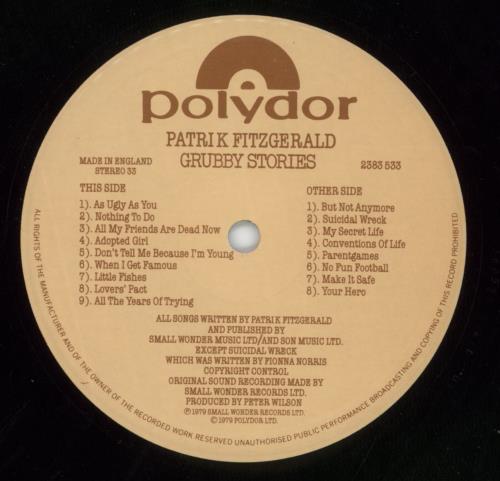 polydor
PATRIK FITZGERALD
GRUBBY STORIES
MADE IN ENGLAND
STEREO 33
2383 533
THIS SIDE
1). As Ugly As You
2). Nothing To Do
3). All My Friends Are Dead Now
4). Adopted Girl
5). Don't Tell Me Because I'm Young
6). When I Get Famous
7). Little Fishes
8). Lovers' Pact
9). All The Years Of Trying
OTHER SIDE
1). But Not Anymore
2). Suicidal Wreck
3). My Secret Life
4). Conventions Of Life
5). Parentgames
6). No Fun Football
7). Make It Safe
8). Your Hero
ALL SONGS WRITTEN BY PATRIK FITZGERALD
AND PUBLISHED BY
SMALL WONDER MUSIC LTD/AND SON MUSIC LTD.
EXCEPT SUICIDAL WRECK
WHICH WAS WRITTEN BY FIONNA NORRIS
COPYRIGHT CONTROL
ORIGINAL SOUND RECORDING MADE BY
SMALL WONDER RECORDS LTD.
PRODUCED BY PETER WILSON
℗ 1979 SMALL WONDER RECORDS LTD.
© 1979 POLYDOR LTD.
ALL RIGHTS OF THE MANUFACTURER AND OF THE OWNER OF THE RECORDED WORK RESERVED UNAUTHORISED PUBLIC PERFORMANCE BROADCASTING AND COPYING OF THIS RECORD PROHIBITED